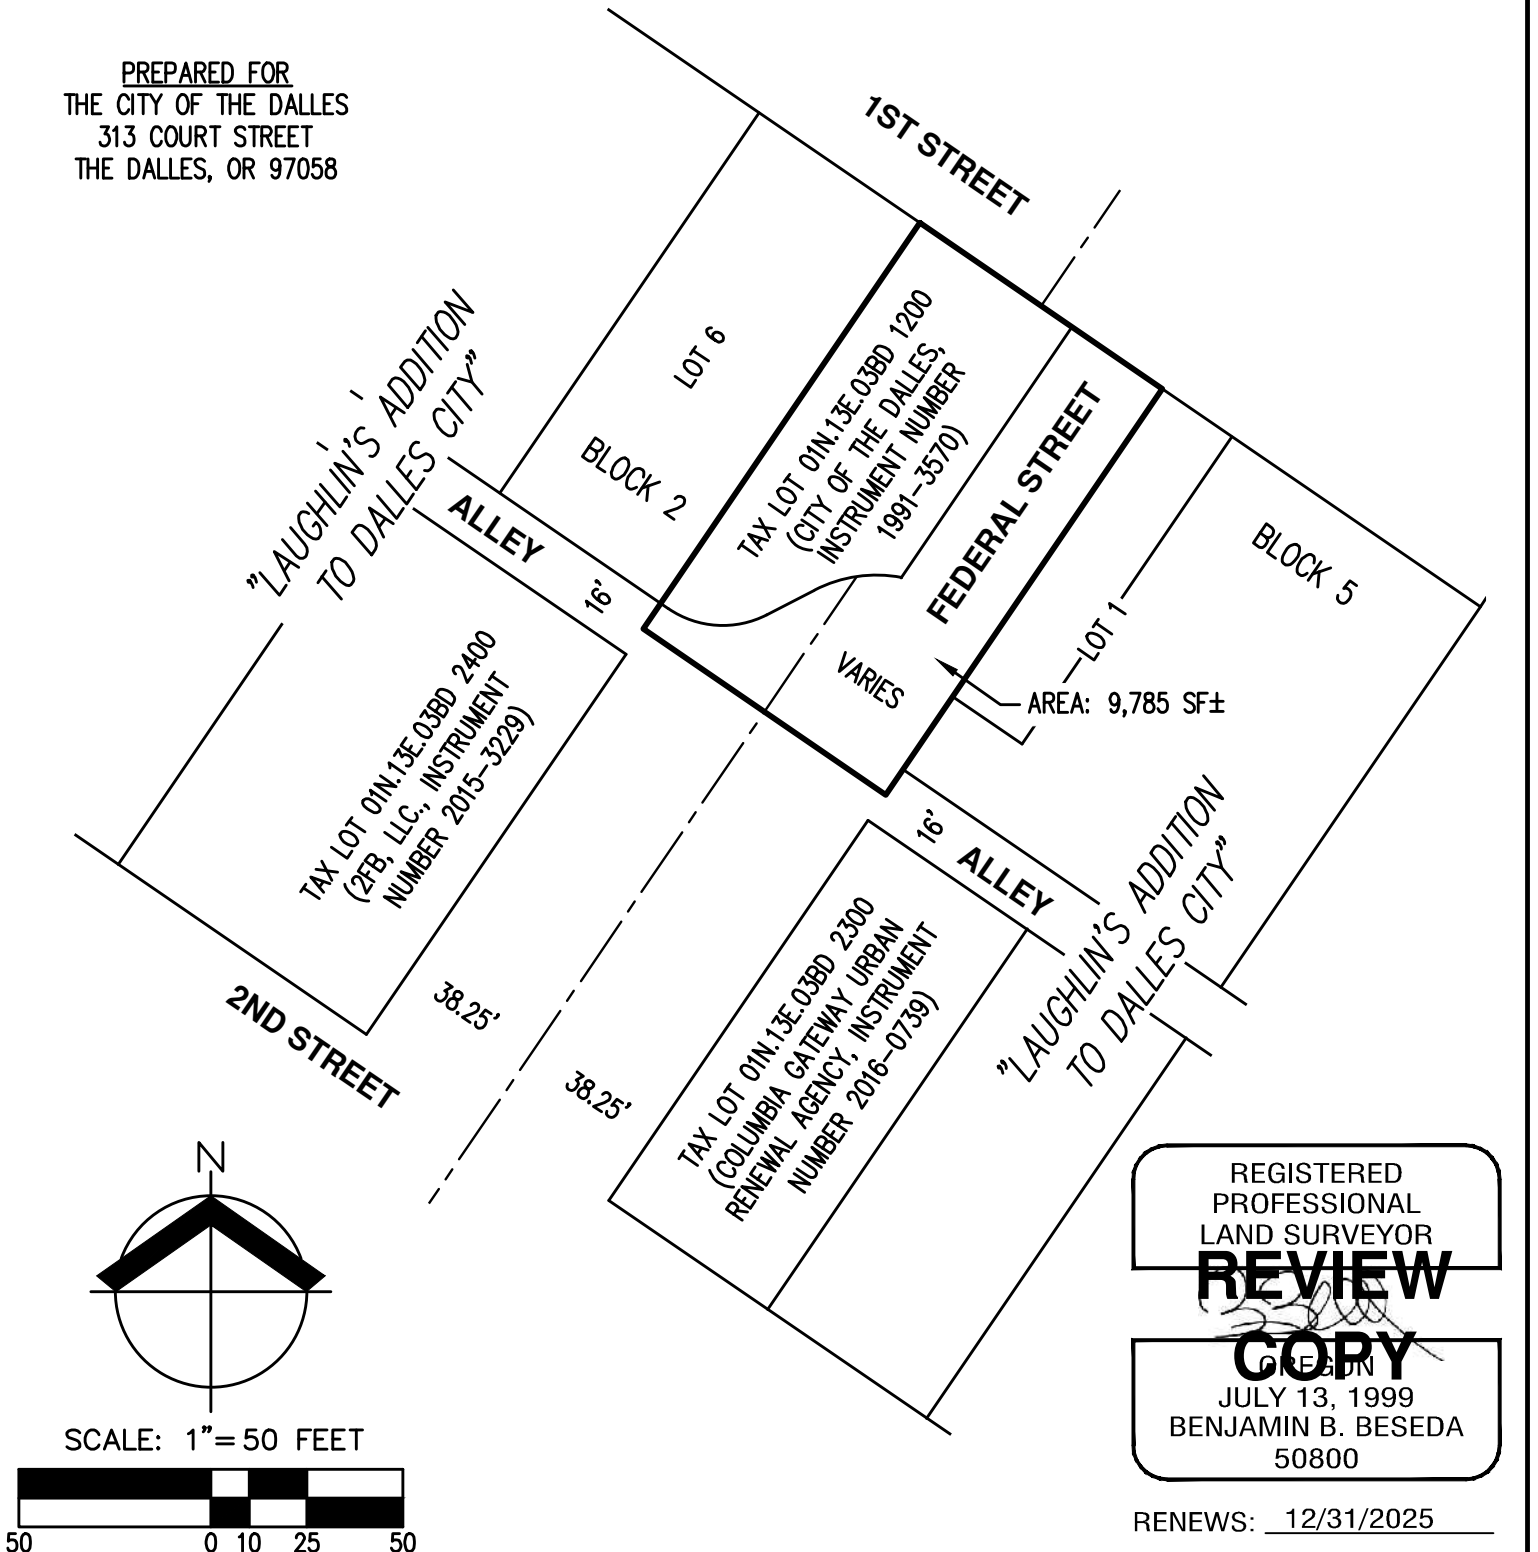 PREPARED FOR
THE CITY OF THE DALLES
313 COURT STREET
THE DALLES, OR 97058
1ST STREET
"LAUGHLIN'S ADDITION
TO DALLES CITY"
LOT 6
BLOCK 2
TAX LOT 01N.13E.03BD 1200
(CITY OF THE DALLES,
INSTRUMENT NUMBER
1991-3570)
FEDERAL STREET
BLOCK 5
ALLEY
16'
LOT 1
VARIES
AREA: 9,785 SF±
TAX LOT 01N.13E.03BD 2400
(2FB, LLC., INSTRUMENT
NUMBER 2015-3229)
16'
ALLEY
"LAUGHLIN'S ADDITION
TO DALLES CITY"
2ND STREET
38.25'
38.25'
TAX LOT 01N.13E.03BD 2300
(COLUMBIA GATEWAY URBAN
RENEWAL AGENCY, INSTRUMENT
NUMBER 2016-0739)
N
SCALE: 1"=50 FEET
50 0 10 25 50
REGISTERED
PROFESSIONAL
LAND SURVEYOR
REVIEW
COPY
OREGON
JULY 13, 1999
BENJAMIN B. BESEDA
50800
RENEWS: 12/31/2025